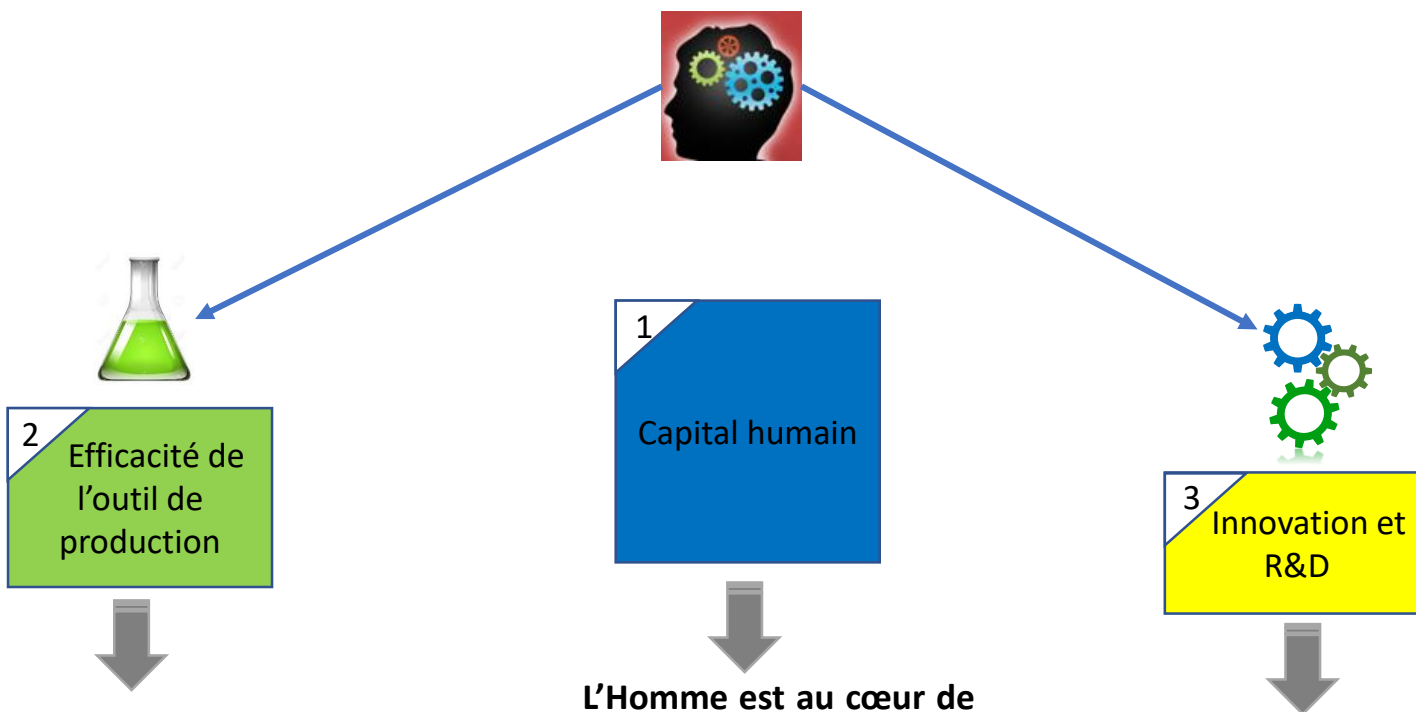 1
Capital humain
2
Efficacité de
l’outil de
production
3
Innovation et
R&D
L’Homme est au cœur de